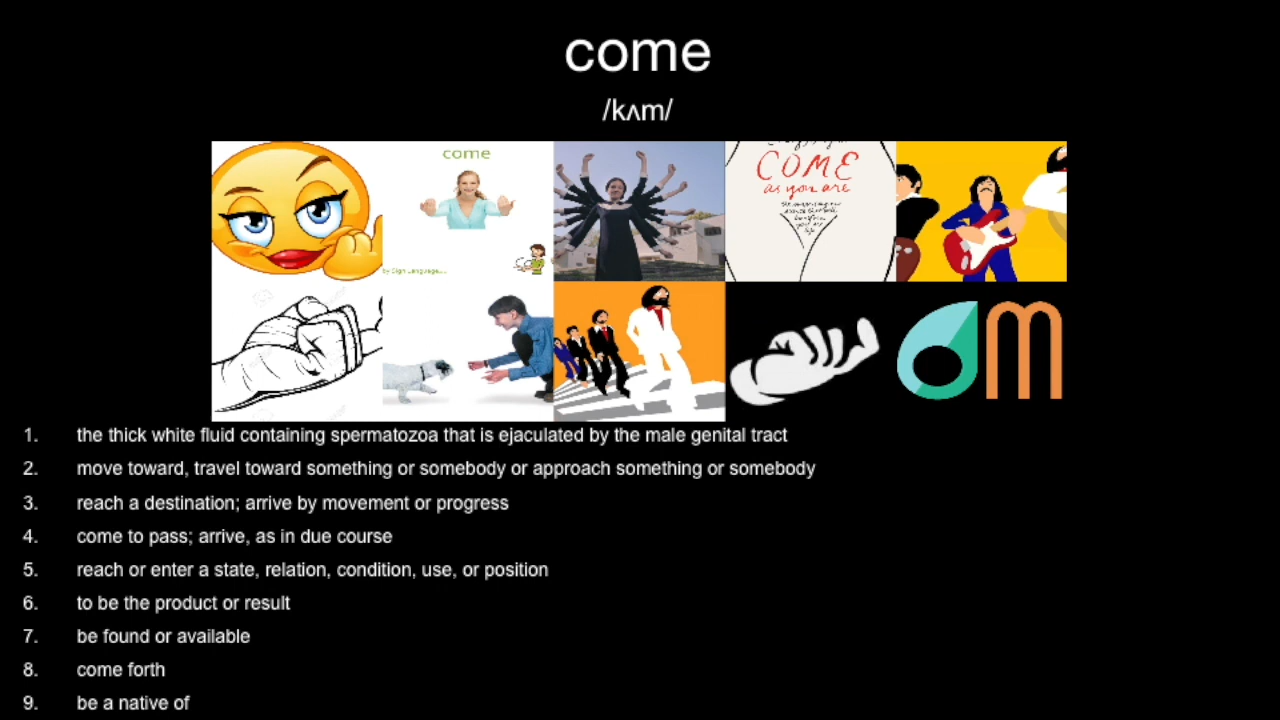 come
/kʌm/
come
by Sign Language...
COME
as you are
1. the thick white fluid containing spermatozoa that is ejaculated by the male genital tract
2. move toward, travel toward something or somebody or approach something or somebody
3. reach a destination; arrive by movement or progress
4. come to pass; arrive, as in due course
5. reach or enter a state, relation, condition, use, or position
6. to be the product or result
7. be found or available
8. come forth
9. be a native of